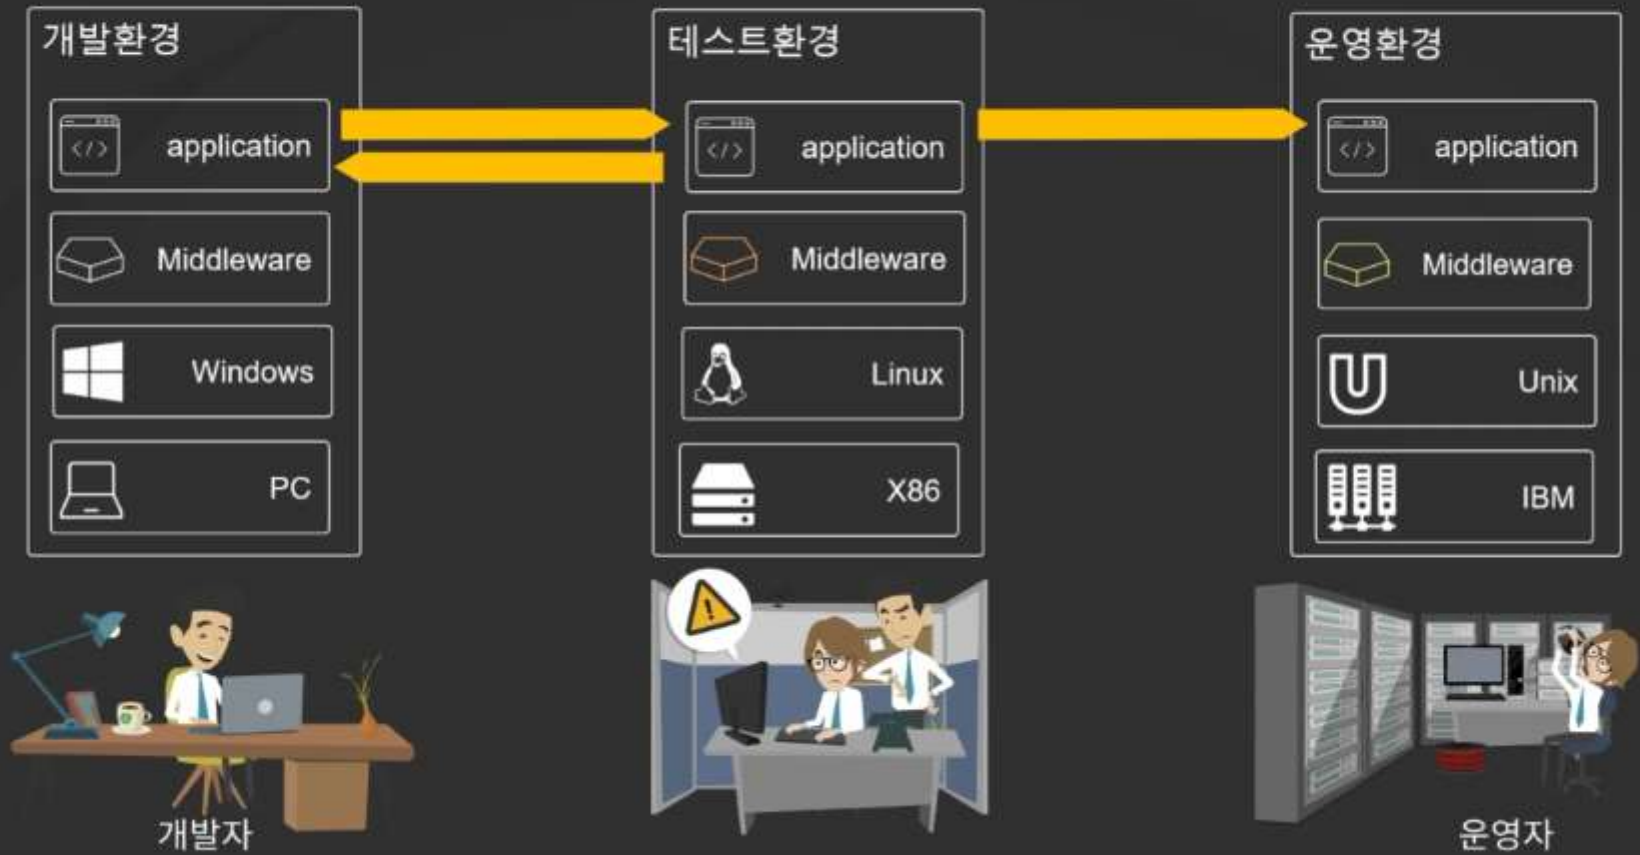 개발환경
application
Middleware
Windows
PC
개발자
테스트환경
application
Middleware
Linux
X86
운영환경
application
Middleware
Unix
IBM
운영자